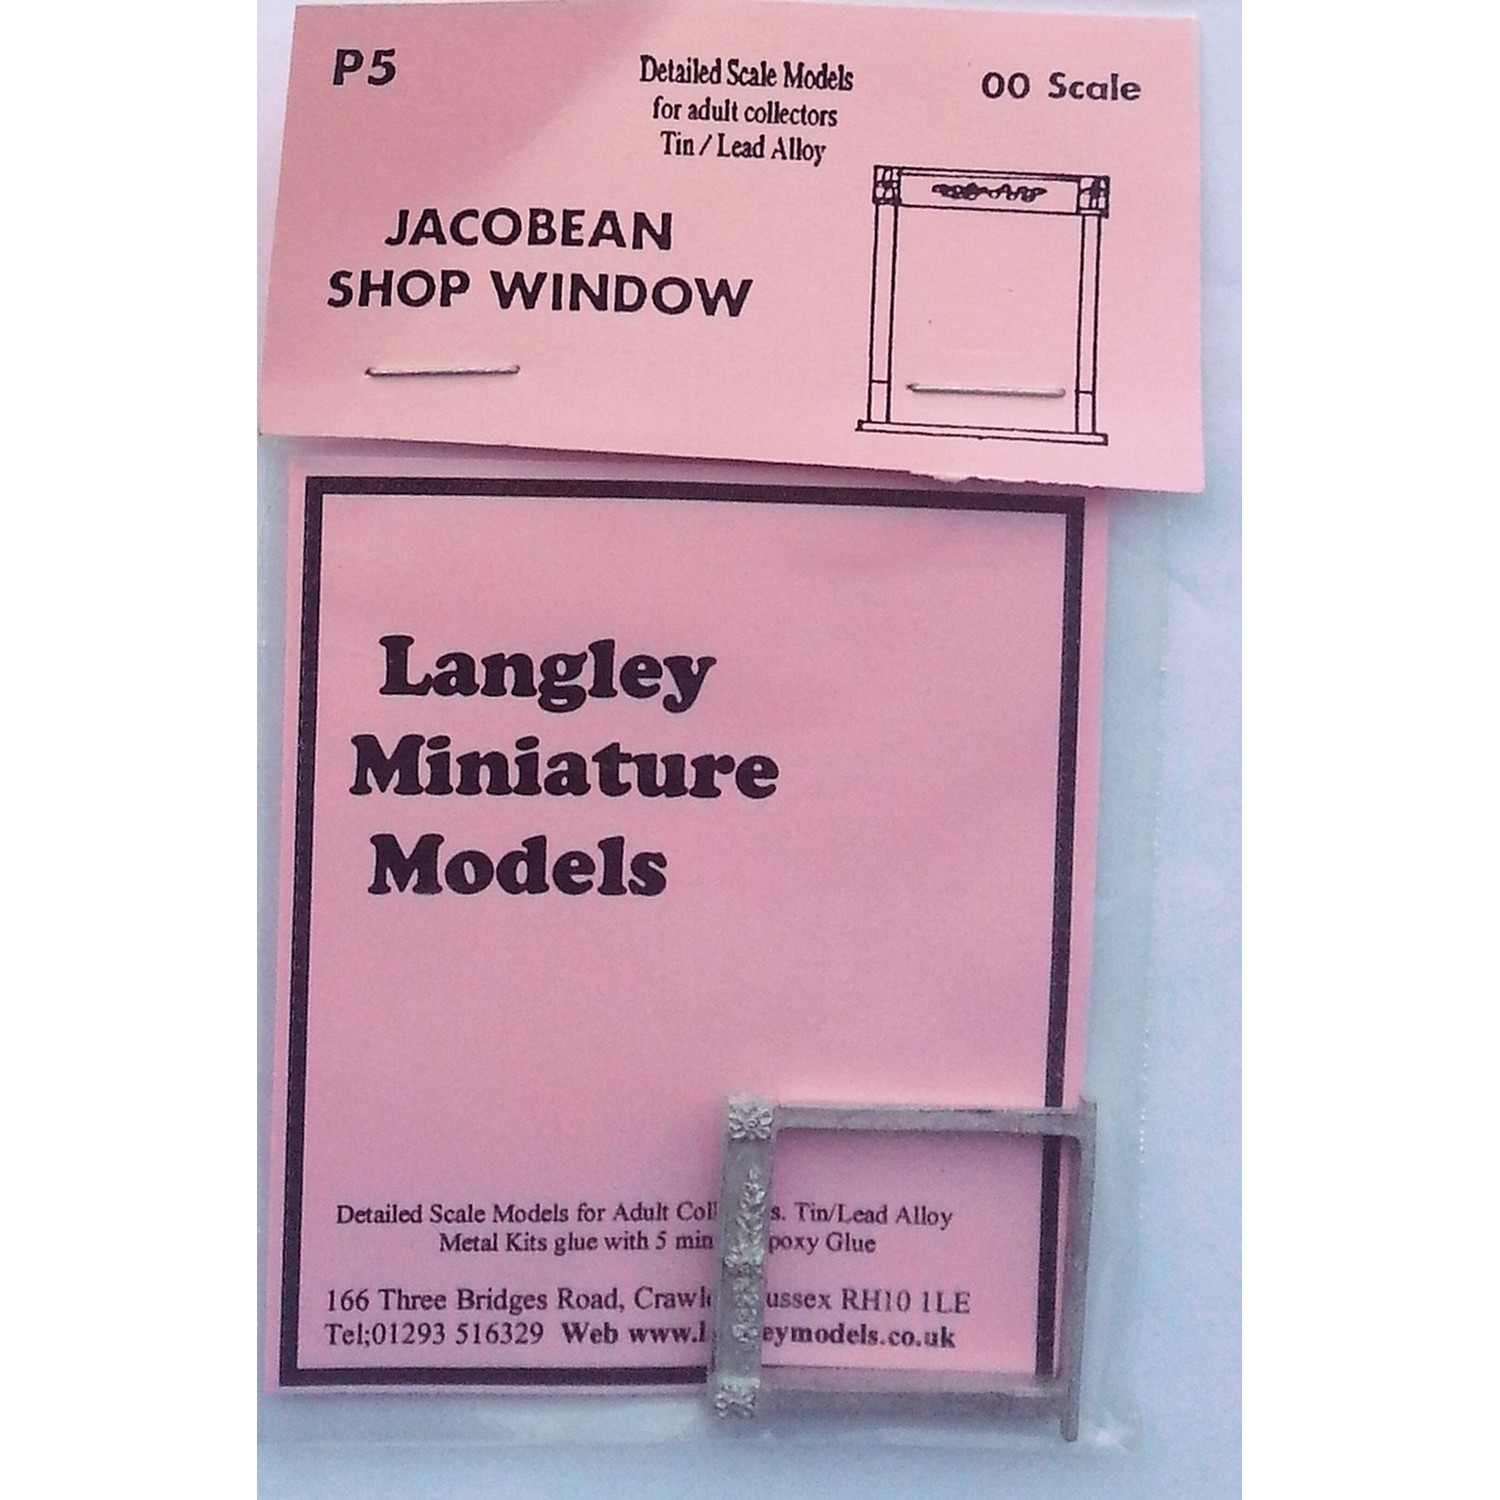 P5
Detailed Scale Models
for adult collectors
Tin / Lead Alloy
OO Scale
JACOBEAN
SHOP WINDOW
Langley
Miniature
Models
Detailed Scale Models for Adult Coll s. Tin/Lead Alloy
Metal Kits glue with 5 min poxy Glue
166 Three Bridges Road, Crawl ussex RH10 1LE
Tel;01293 516329 Web www.l eymodels.co.uk